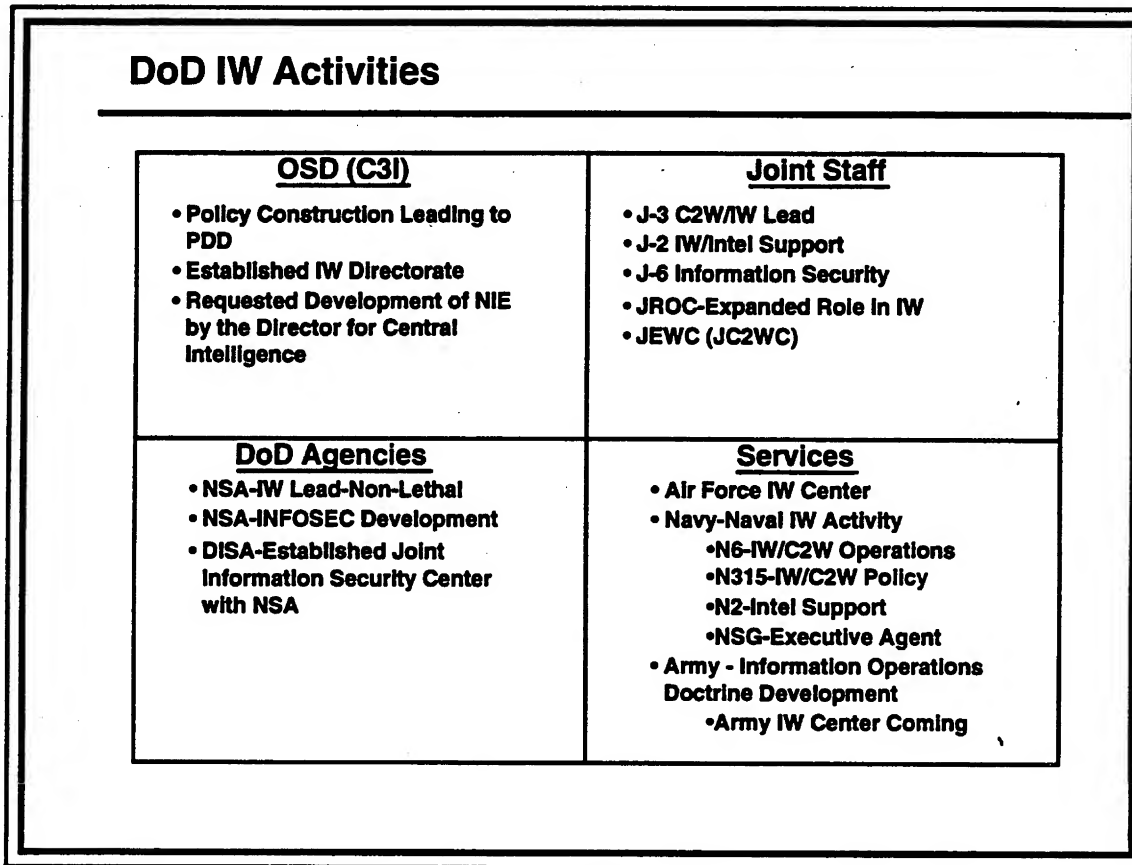 DoD IW Activities
OSD (C3I)
• Policy Construction Leading to
PDD
• Established IW Directorate
• Requested Development of NIE
by the Director for Central
Intelligence
Joint Staff
• J-3 C2W/IW Lead
• J-2 IW/Intel Support
• J-6 Information Security
• JROC-Expanded Role in IW
• JEWC (JC2WC)
DoD Agencies
• NSA-IW Lead-Non-Lethal
• NSA-INFOSEC Development
• DISA-Established Joint
Information Security Center
with NSA
Services
• Air Force IW Center
• Navy-Naval IW Activity
•N6-IW/C2W Operations
•N315-IW/C2W Policy
•N2-Intel Support
•NSG-Executive Agent
• Army - Information Operations
Doctrine Development
•Army IW Center Coming